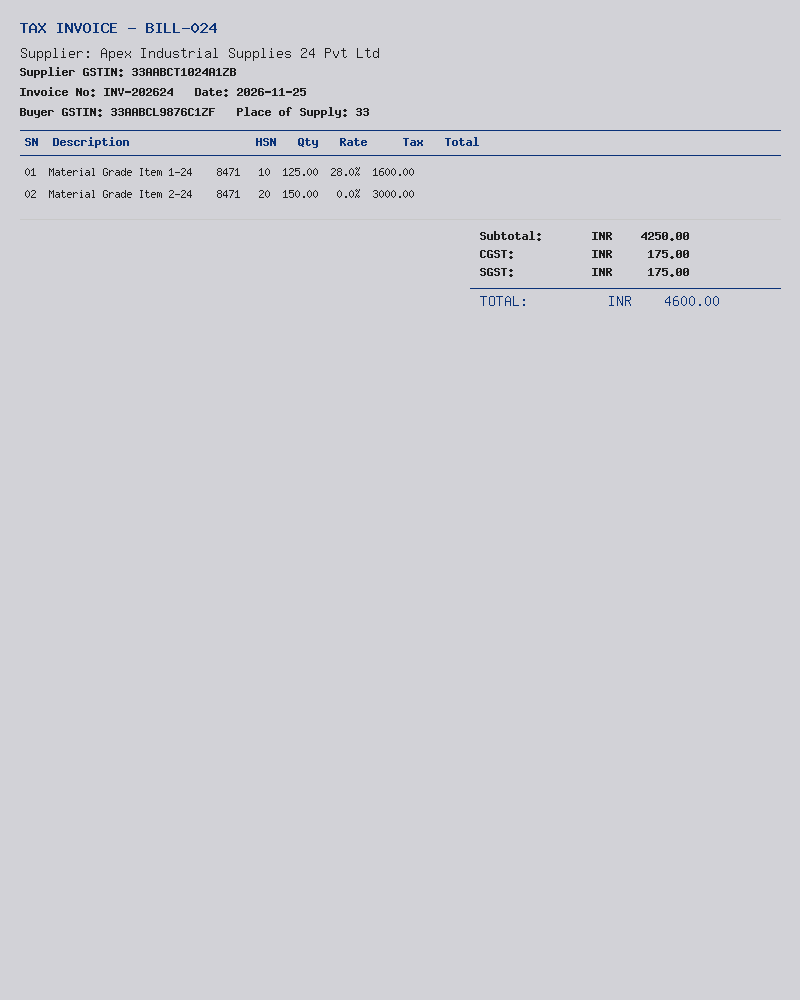 TAX INVOICE - BILL-024
Supplier: Apex Industrial Supplies 24 Pvt Ltd
Supplier GSTIN: 33AABCT1024A1ZB
Invoice No: INV-202624 Date: 2026-11-25
Buyer GSTIN: 33AABCL9876C1ZF Place of Supply: 33
SN Description HSN Qty Rate Tax Total
01 Material Grade Item 1-24 8471 10 125.00 28.0% 1600.00
02 Material Grade Item 2-24 8471 20 150.00 0.0% 3000.00
Subtotal: INR 4250.00
CGST: INR 175.00
SGST: INR 175.00
TOTAL: INR 4600.00